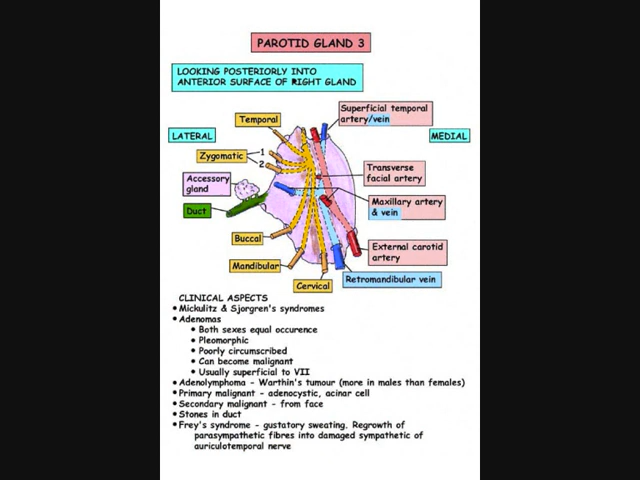 PAROTID GLAND 3
LOOKING POSTERIORLY INTO
ANTERIOR SURFACE OF RIGHT GLAND
Temporal
Superficial temporal
artery/vein
LATERAL
MEDIAL
Zygomatic
1
2
Transverse
facial artery
Accessory
gland
Maxillary artery
& vein
Duct
Buccal
External carotid
artery
Mandibular
Retromandibular vein
Cervical
CLINICAL ASPECTS
• Mickulitz & Sjorgren's syndromes
• Adenomas
• Both sexes equal occurence
• Pleomorphic
• Poorly circumscribed
• Can become malignant
• Usually superficial to VII
• Adenolymphoma - Warthin's tumour (more in males than females)
• Primary malignant - adenocystic, acinar cell
• Secondary malignant - from face
• Stones in duct
• Frey's syndrome - gustatory sweating. Regrowth of
parasympathetic fibres into damaged sympathetic of
auriculotemporal nerve